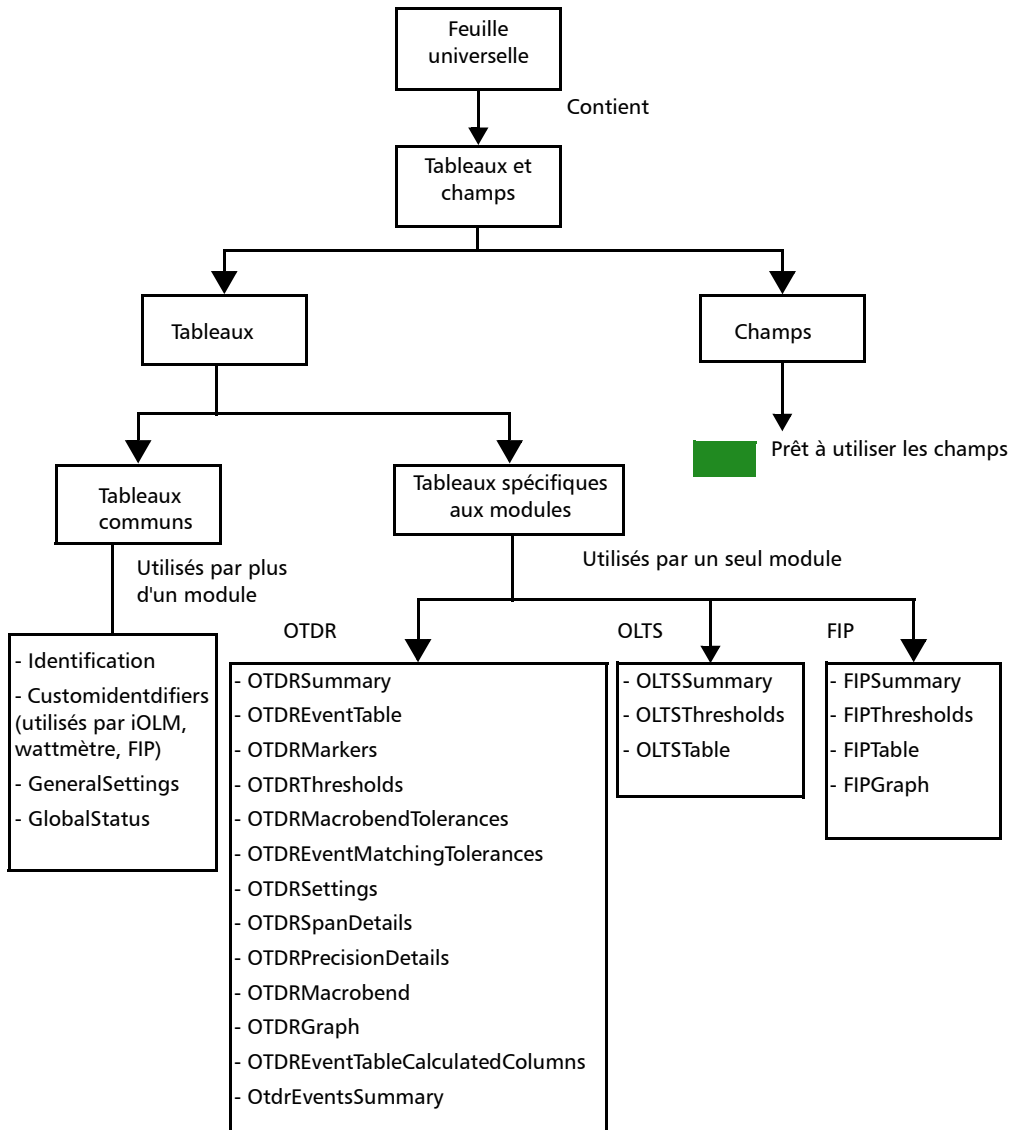 Feuille
universelle
Contient
Tableaux et
champs
Tableaux
Champs
Prêt à utiliser les champs
Tableaux
communs
Tableaux spécifiques
aux modules
Utilisés par plus
d'un module
Utilisés par un seul module
OTDR
OLTS
FIP
- Identification
- Customidentdifiers
(utilisés par iOLM,
wattmètre, FIP)
- GeneralSettings
- GlobalStatus
- OTDRSummary
- OTDREventTable
- OTDRMarkers
- OTDRThresholds
- OTDRMacrobendTolerances
- OTDREventMatchingTolerances
- OTDRSettings
- OTDRSpanDetails
- OTDRPrecisionDetails
- OTDRMacrobend
- OTDRGraph
- OTDREventTableCalculatedColumns
- OtdrEventsSummary
- OLTSSummary
- OLTSThresholds
- OLTSTable
- FIPSummary
- FIPThresholds
- FIPTable
- FIPGraph